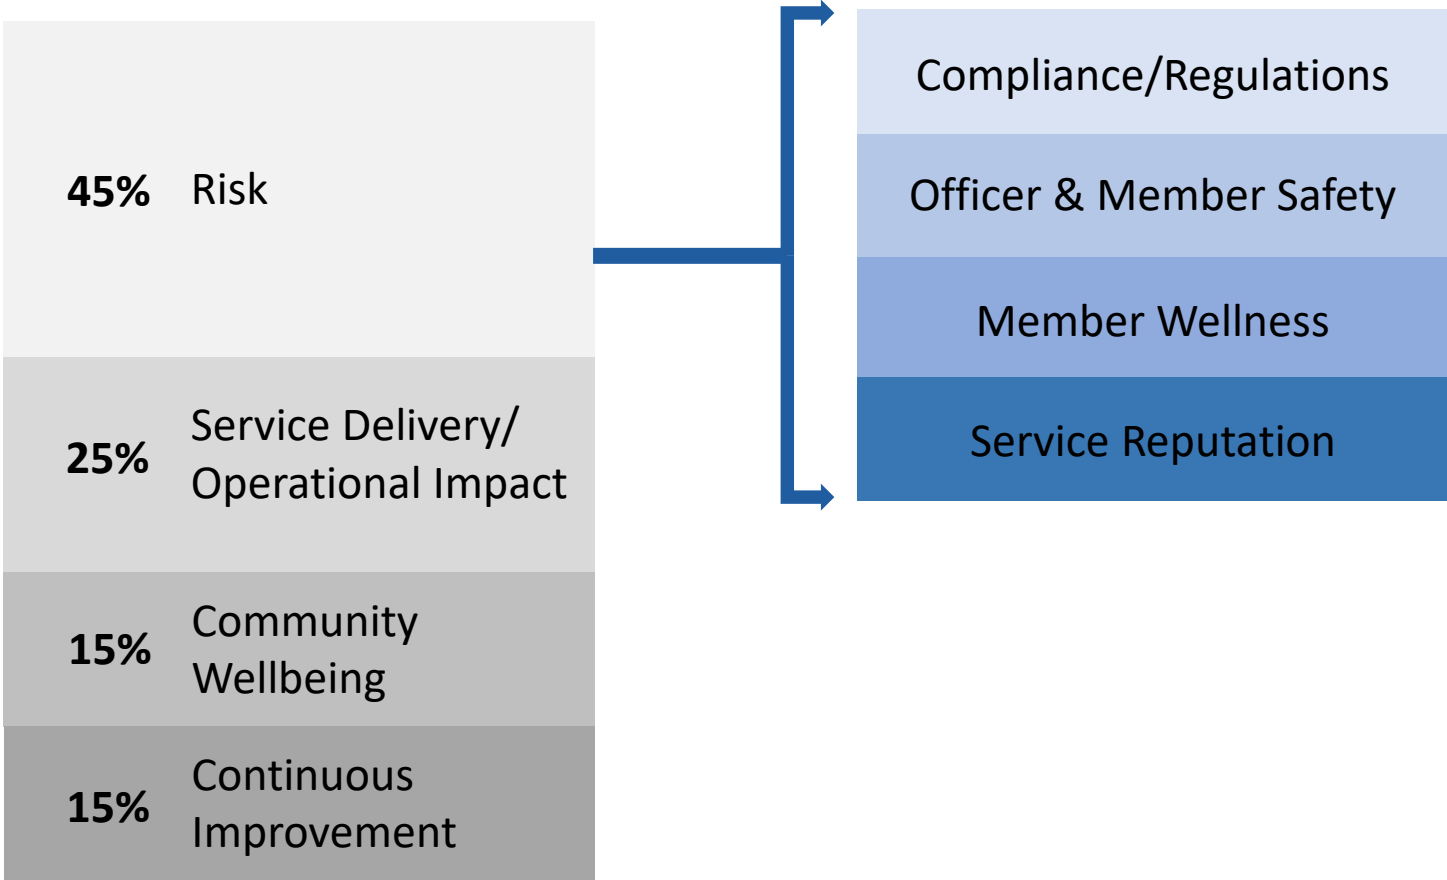 45% Risk
25% Service Delivery/
Operational Impact
15% Community
Wellbeing
15% Continuous
Improvement
Compliance/Regulations
Officer & Member Safety
Member Wellness
Service Reputation